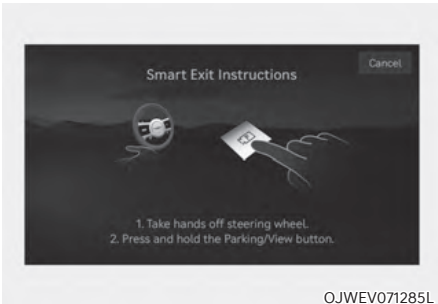 Cancel
Smart Exit Instructions
1. Take hands off steering wheel.
2. Press and hold the Parking/View button.
OJWEV071285L